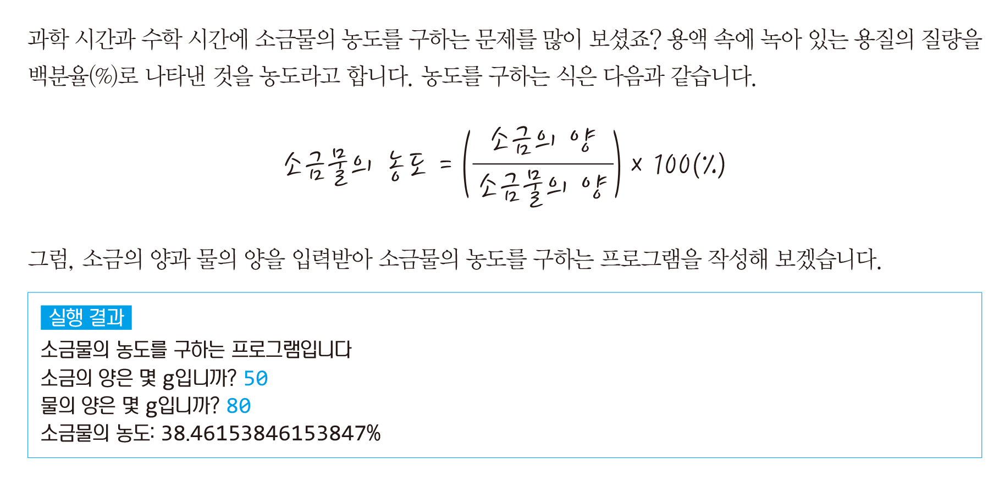 과학 시간과 수학 시간에 소금물의 농도를 구하는 문제를 많이 보셨죠? 용액 속에 녹아 있는 용질의 질량을
백분율(%)로 나타낸 것을 농도라고 합니다. 농도를 구하는 식은 다음과 같습니다.
소금물의 농도 = (소금의 양 / 소금물의 양) × 100(%)
그럼, 소금의 양과 물의 양을 입력받아 소금물의 농도를 구하는 프로그램을 작성해 보겠습니다.
실행 결과
소금물의 농도를 구하는 프로그램입니다
소금의 양은 몇 g입니까? 50
물의 양은 몇 g입니까? 80
소금물의 농도: 38.46153846153847%